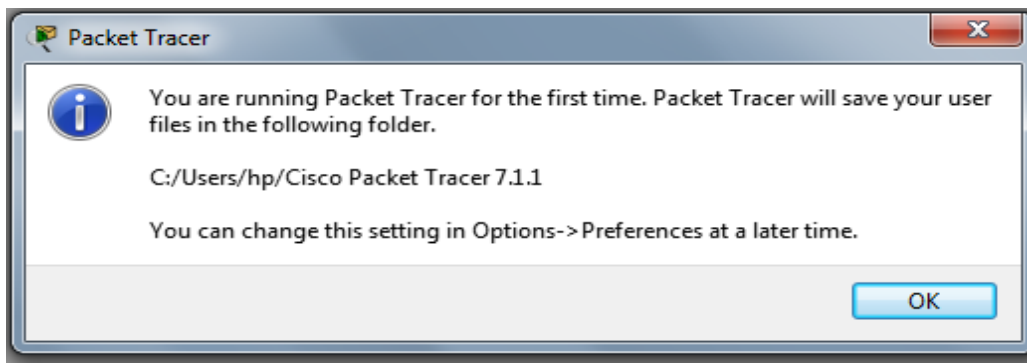 Packet Tracer
You are running Packet Tracer for the first time. Packet Tracer will save your user
files in the following folder.
C:/Users/hp/Cisco Packet Tracer 7.1.1
You can change this setting in Options->Preferences at a later time.
OK